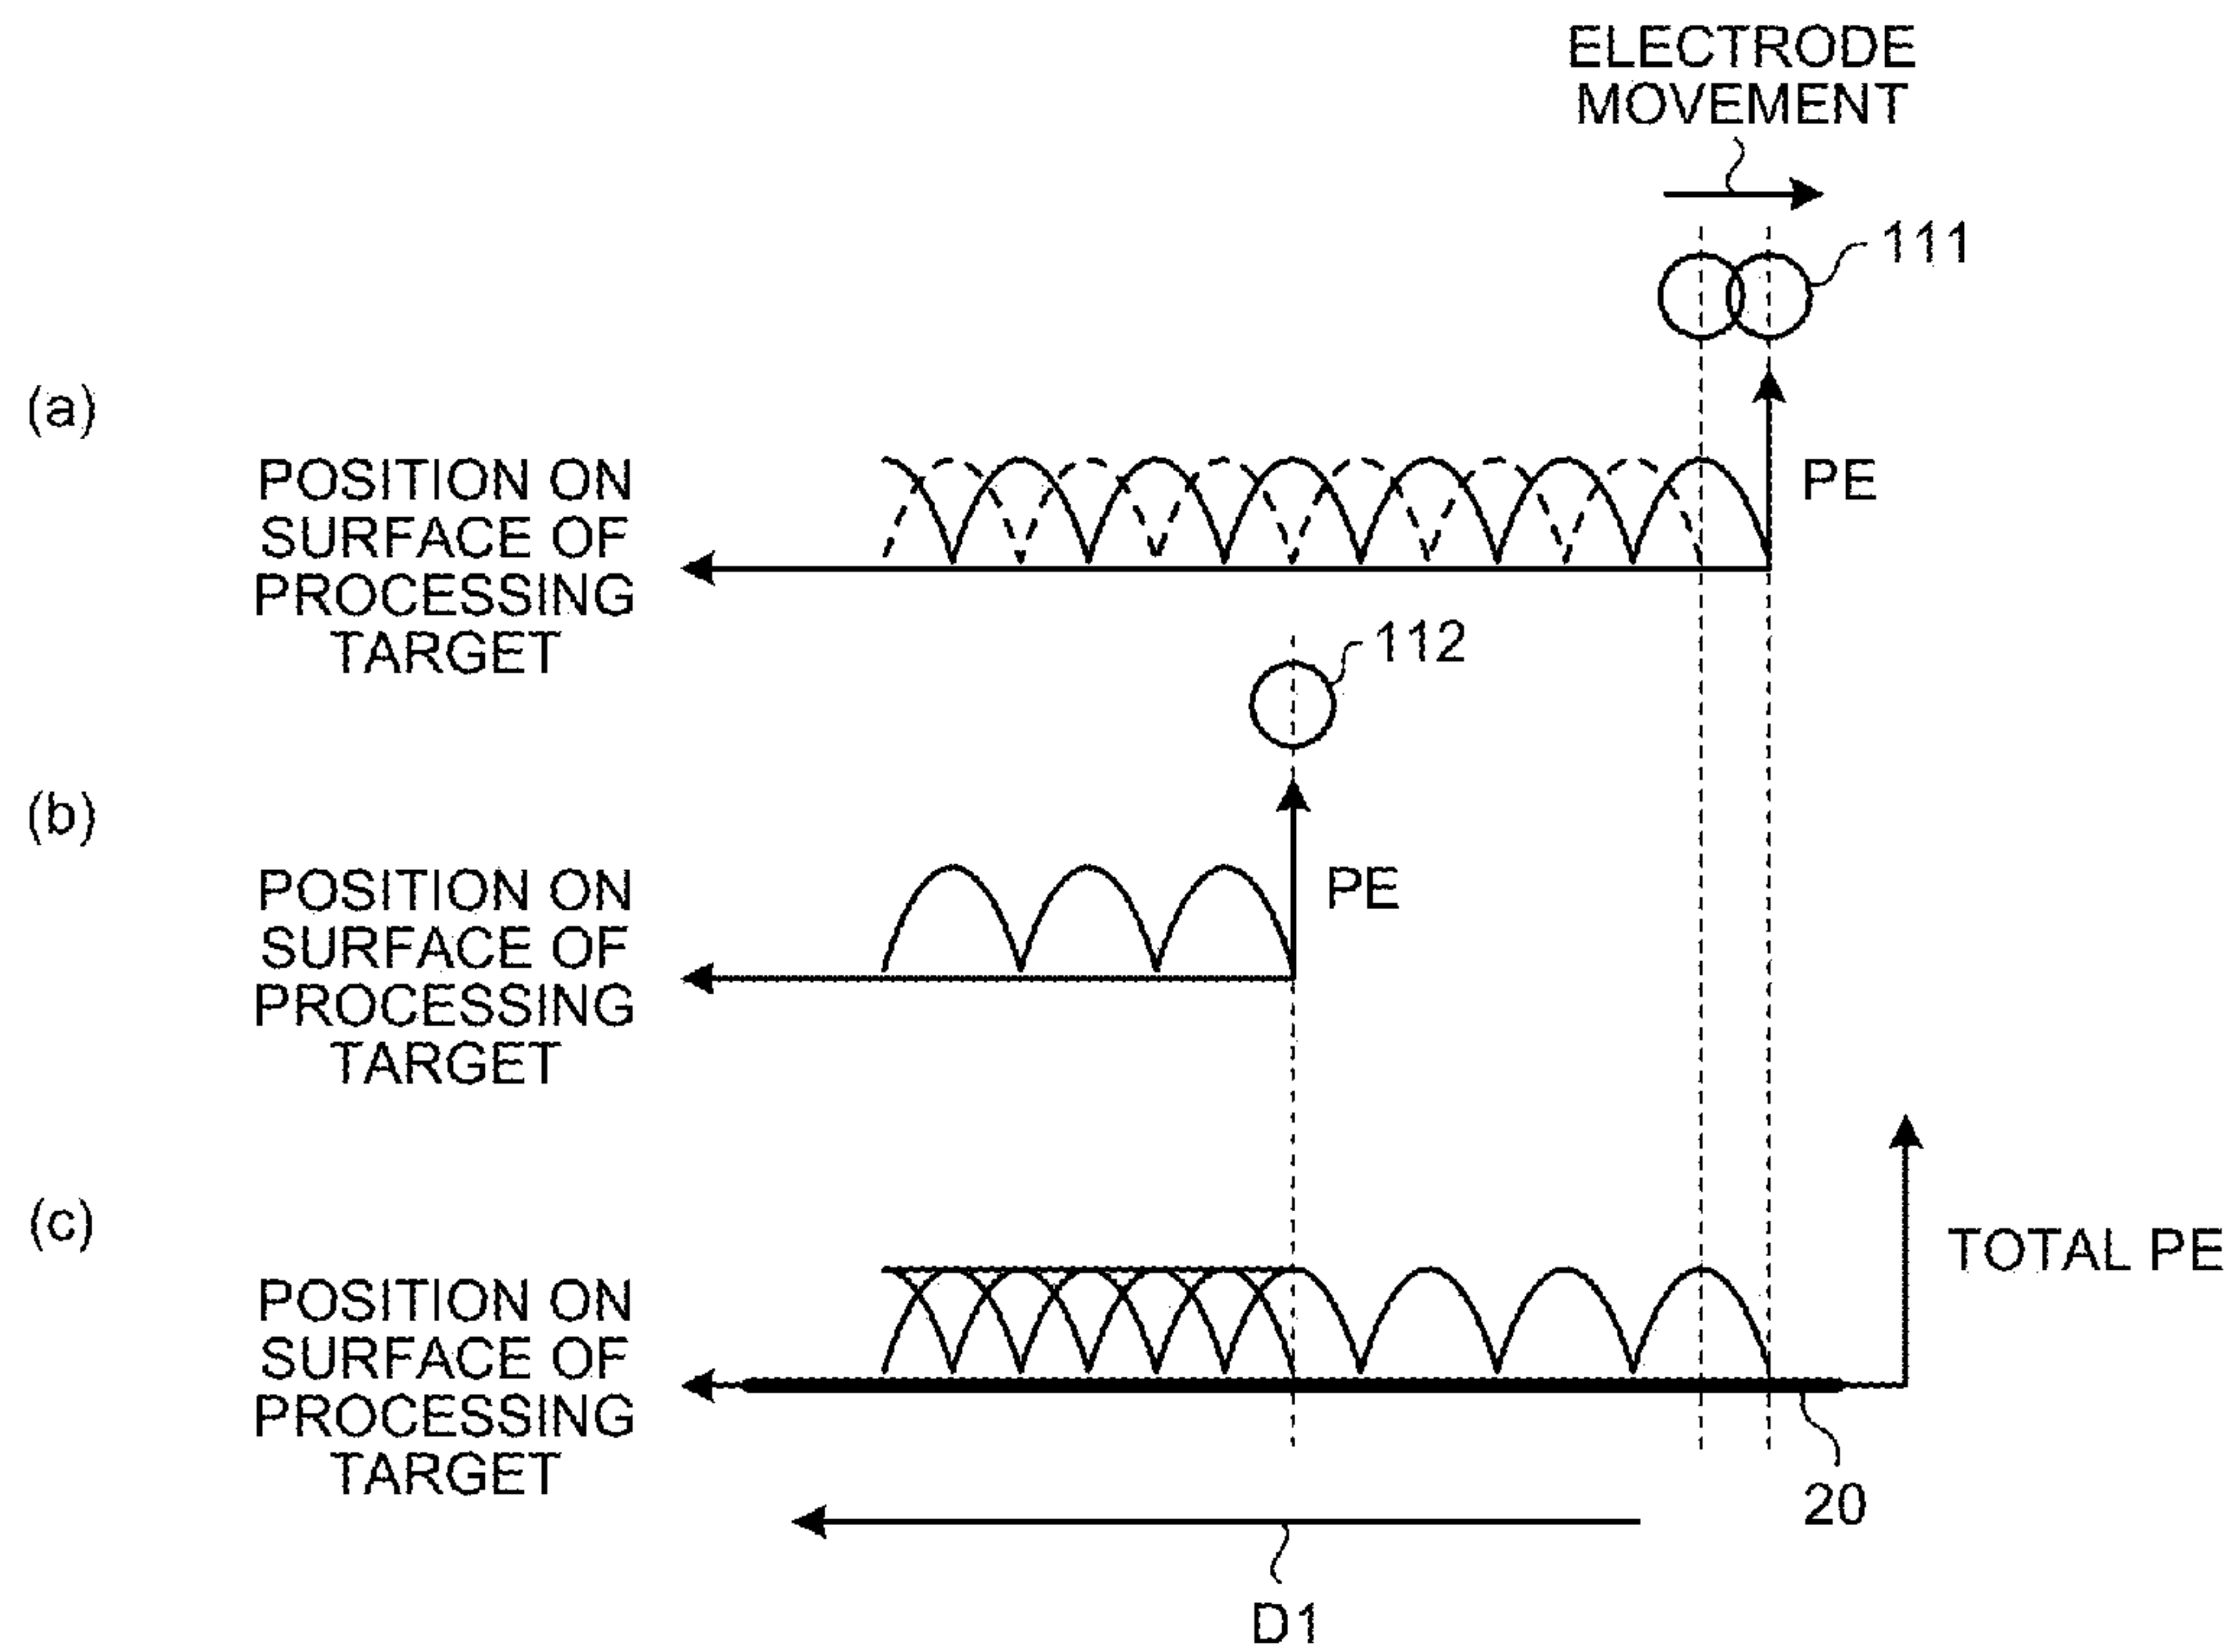 ELECTRODE
MOVEMENT
111
(a)
POSITION ON
SURFACE OF
PROCESSING
TARGET
PE
112
(b)
POSITION ON
SURFACE OF
PROCESSING
TARGET
PE
(c)
POSITION ON
SURFACE OF
PROCESSING
TARGET
TOTAL PE
20
D1